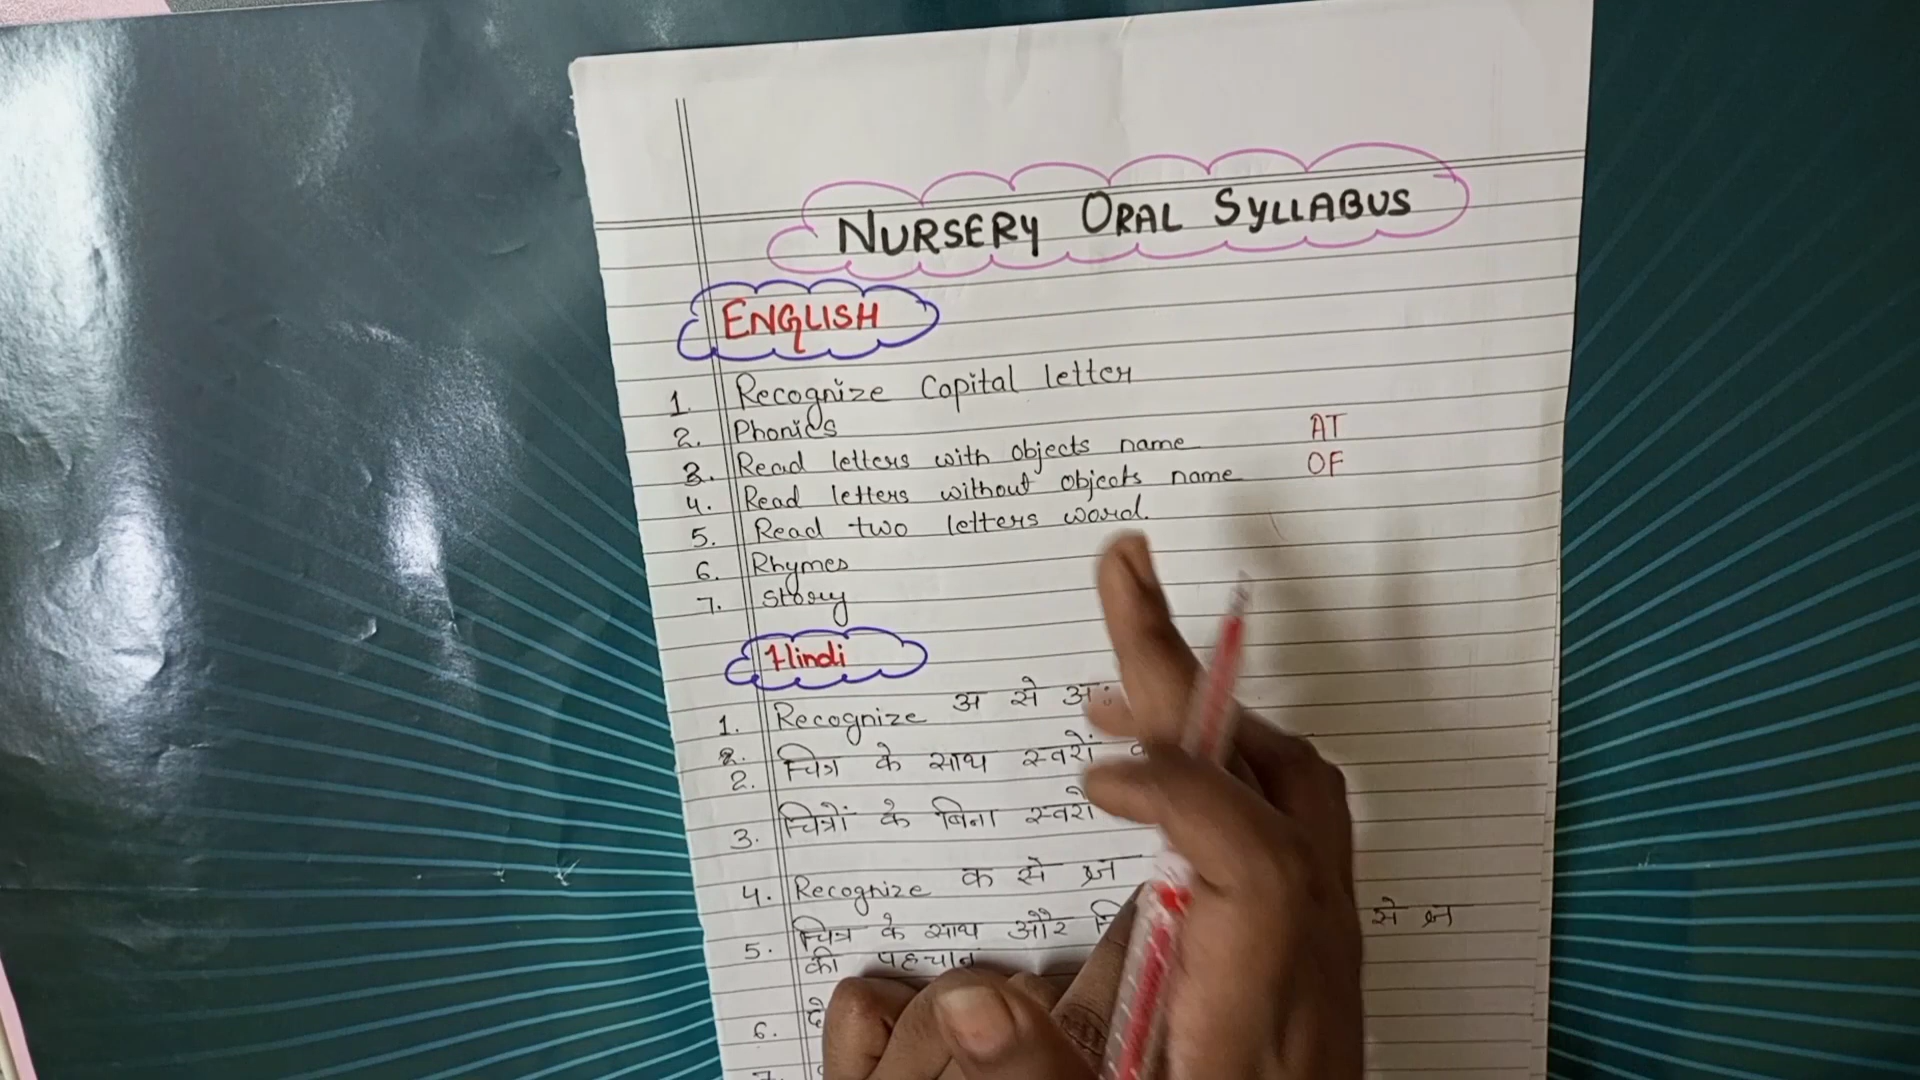 NURSERY ORAL SYLLABUS
ENGLISH
1. Recognize Capital letter
2. Phonics
3. Read letters with objects name AT
4. Read letters without objects name OF
5. Read two letters word.
6. Rhymes
7. Story
Hindi
1. Recognize अ से अः
2.
2. चित्र के साथ स्वरों
3. चित्रों के बिना स्वरों
4. Recognize क से ज्ञ
5. चित्र के साथ और से ज्ञ
की पहचान
6.
7.